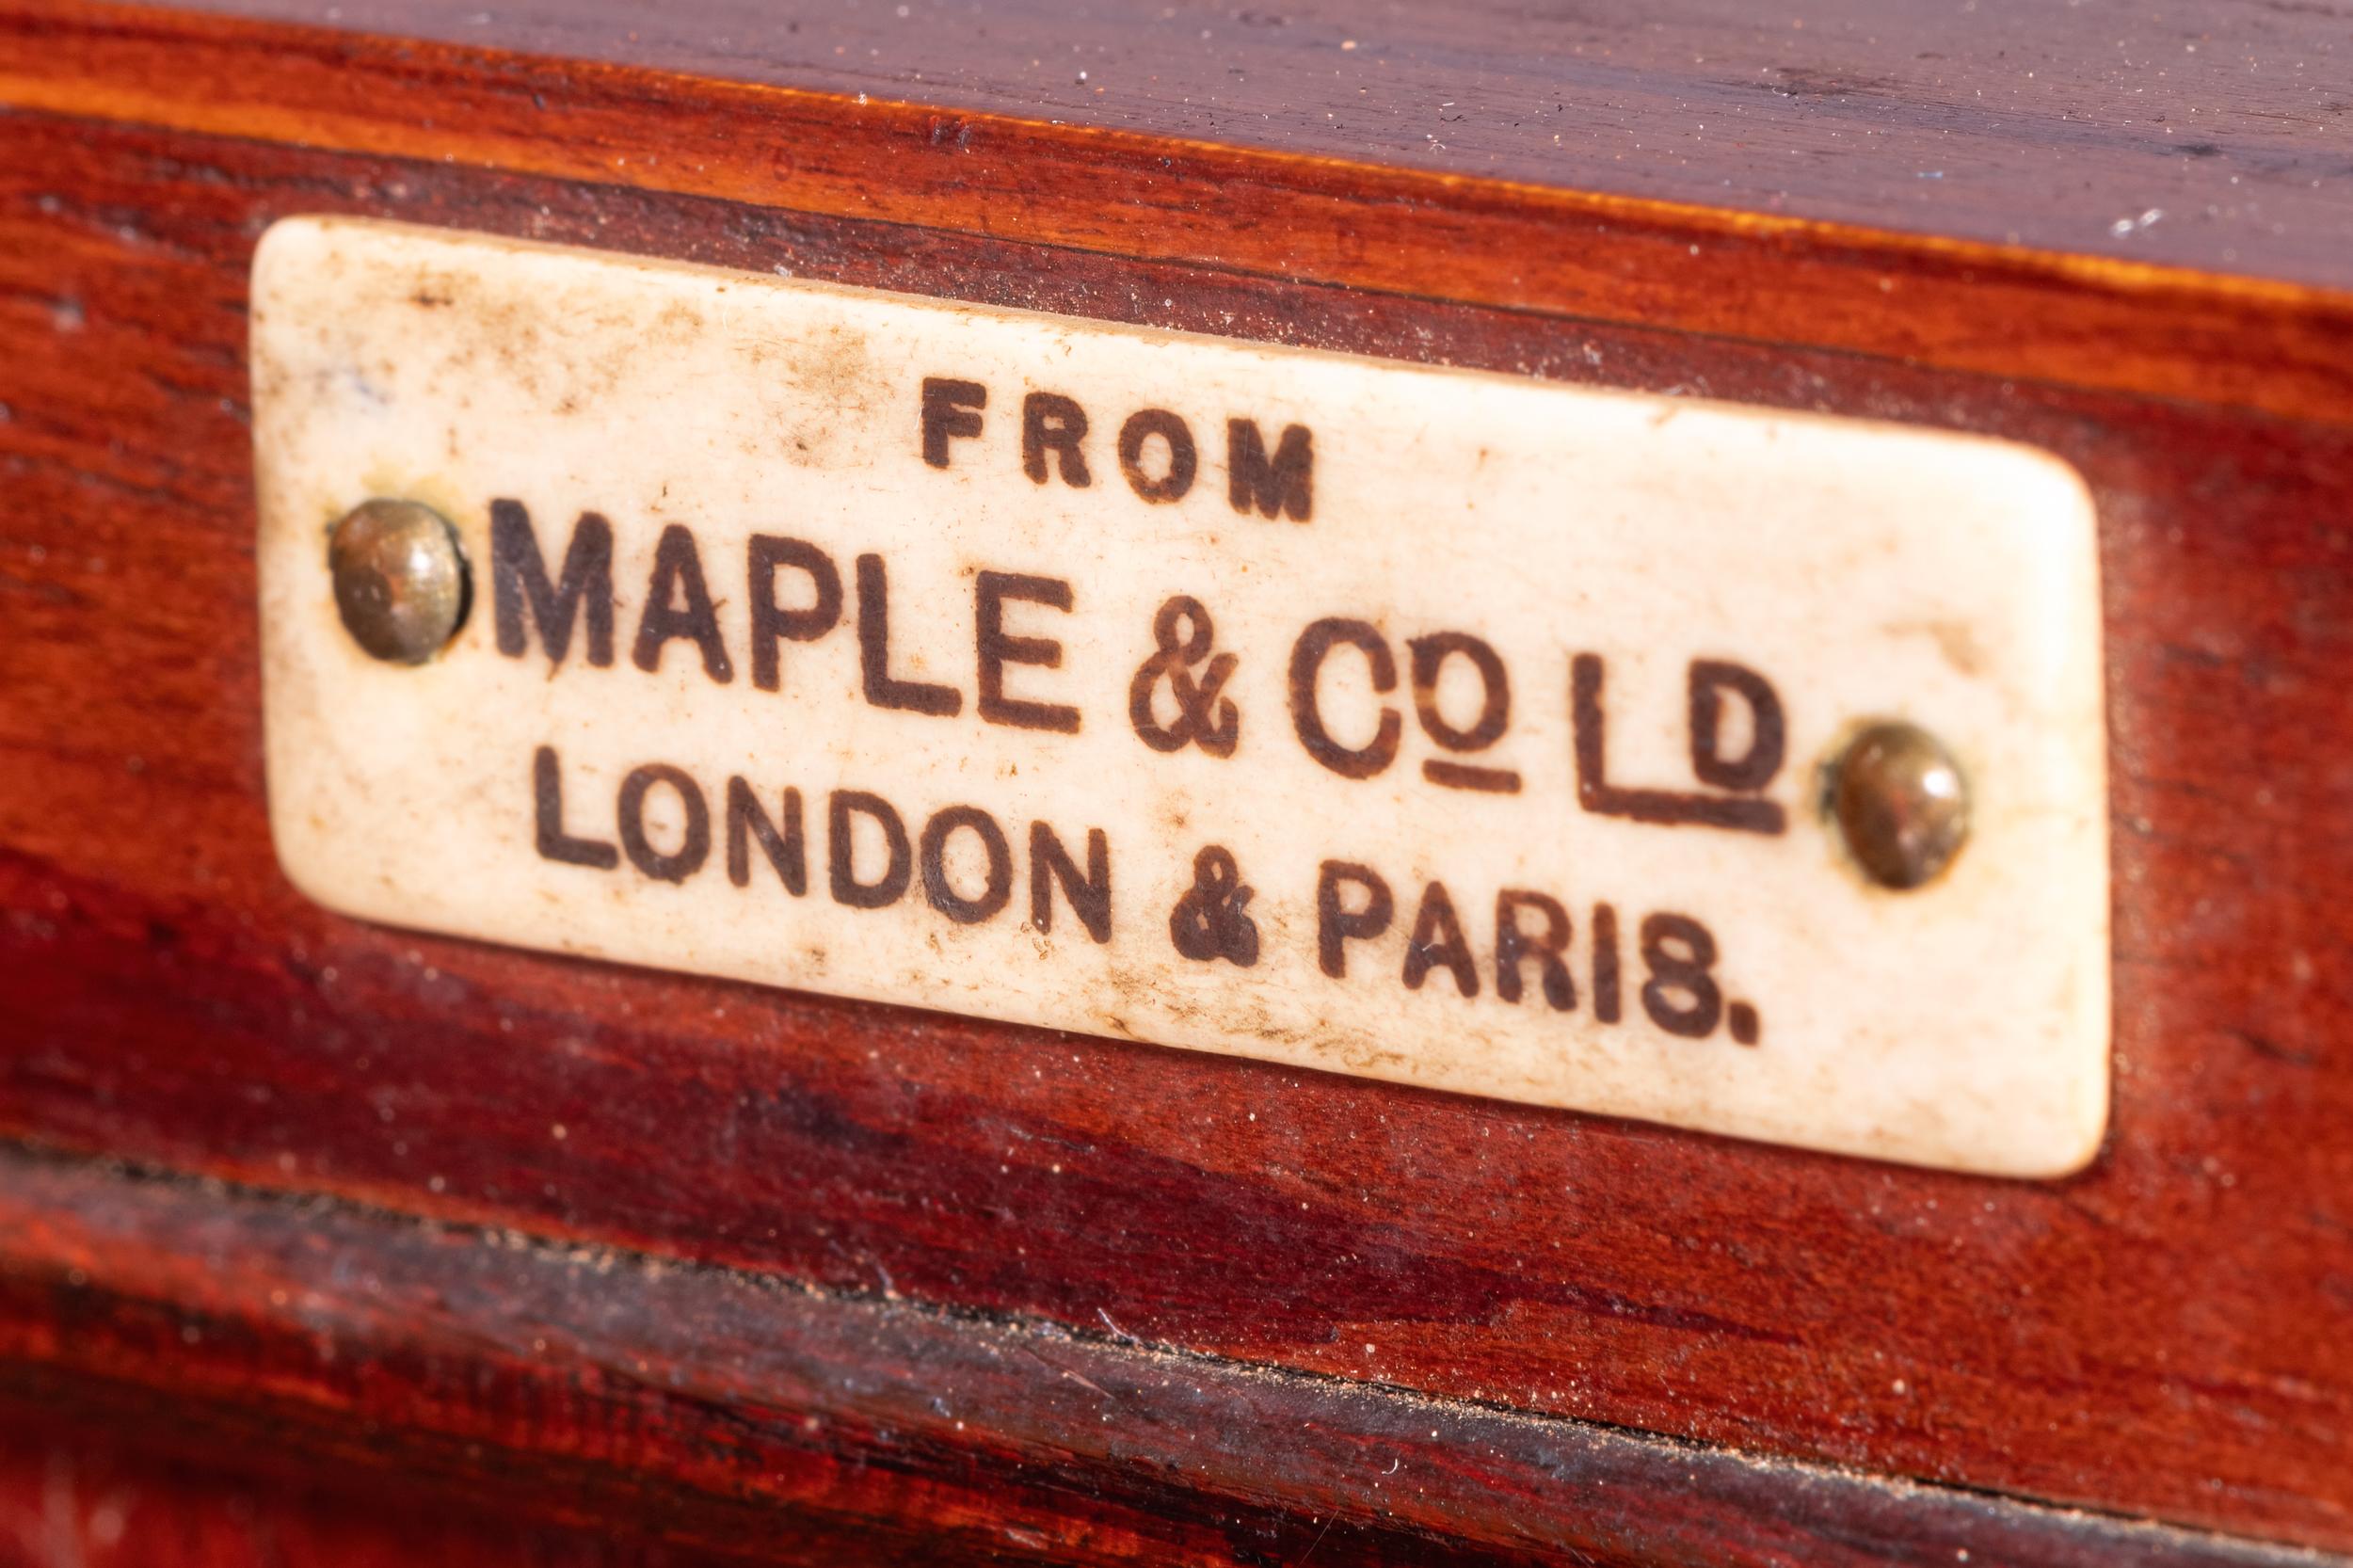 FROM
MAPLE & CO LD
LONDON & PARIS.